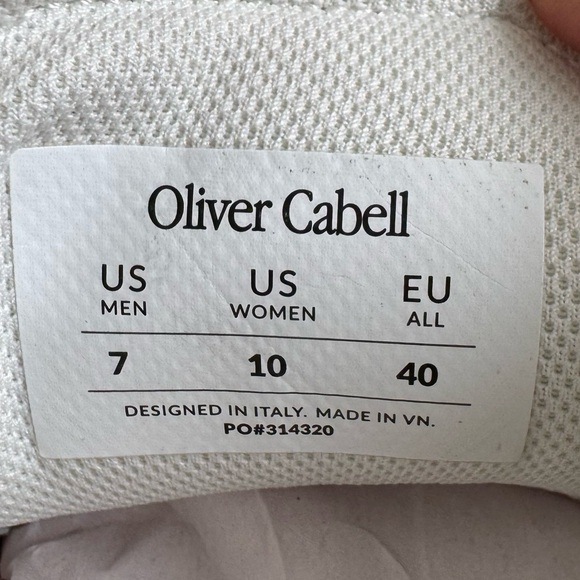 Oliver Cabell
US US EU
MEN WOMEN ALL
7 10 40
DESIGNED IN ITALY. MADE IN VN.
PO#314320